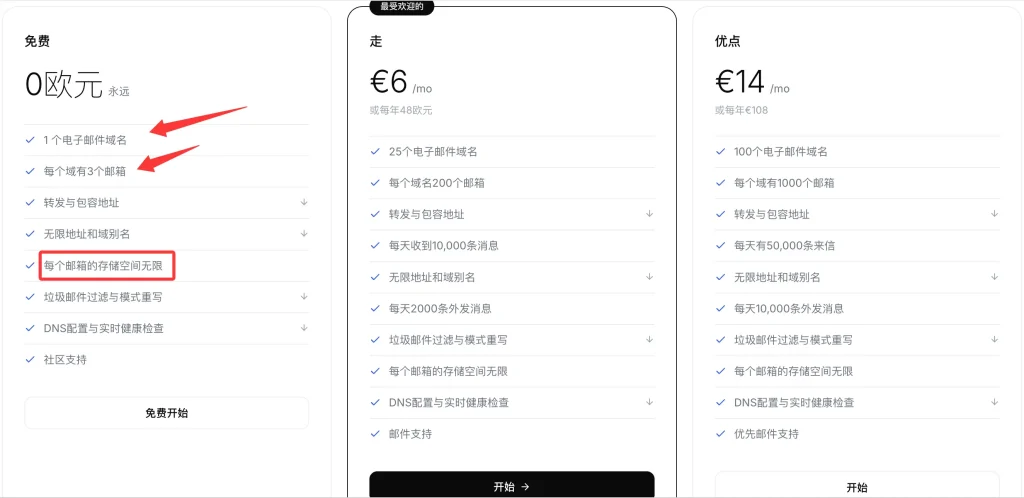 免费
0欧元 永远
1 个电子邮件域名
每个域有3个邮箱
转发与包容地址
无限地址和域别名
每个邮箱的存储空间无限
垃圾邮件过滤与模式重写
DNS配置与实时健康检查
社区支持
免费开始
最受欢迎的
走
€6 /mo
或每年48欧元
25个电子邮件域名
每个域名200个邮箱
转发与包容地址
每天收到10,000条消息
无限地址和域别名
每天2000条外发消息
垃圾邮件过滤与模式重写
每个邮箱的存储空间无限
DNS配置与实时健康检查
邮件支持
开始 →
优点
€14 /mo
或每年€108
100个电子邮件域名
每个域有1000个邮箱
转发与包容地址
每天有50,000条来信
无限地址和域别名
每天10,000条外发消息
垃圾邮件过滤与模式重写
每个邮箱的存储空间无限
DNS配置与实时健康检查
优先邮件支持
开始